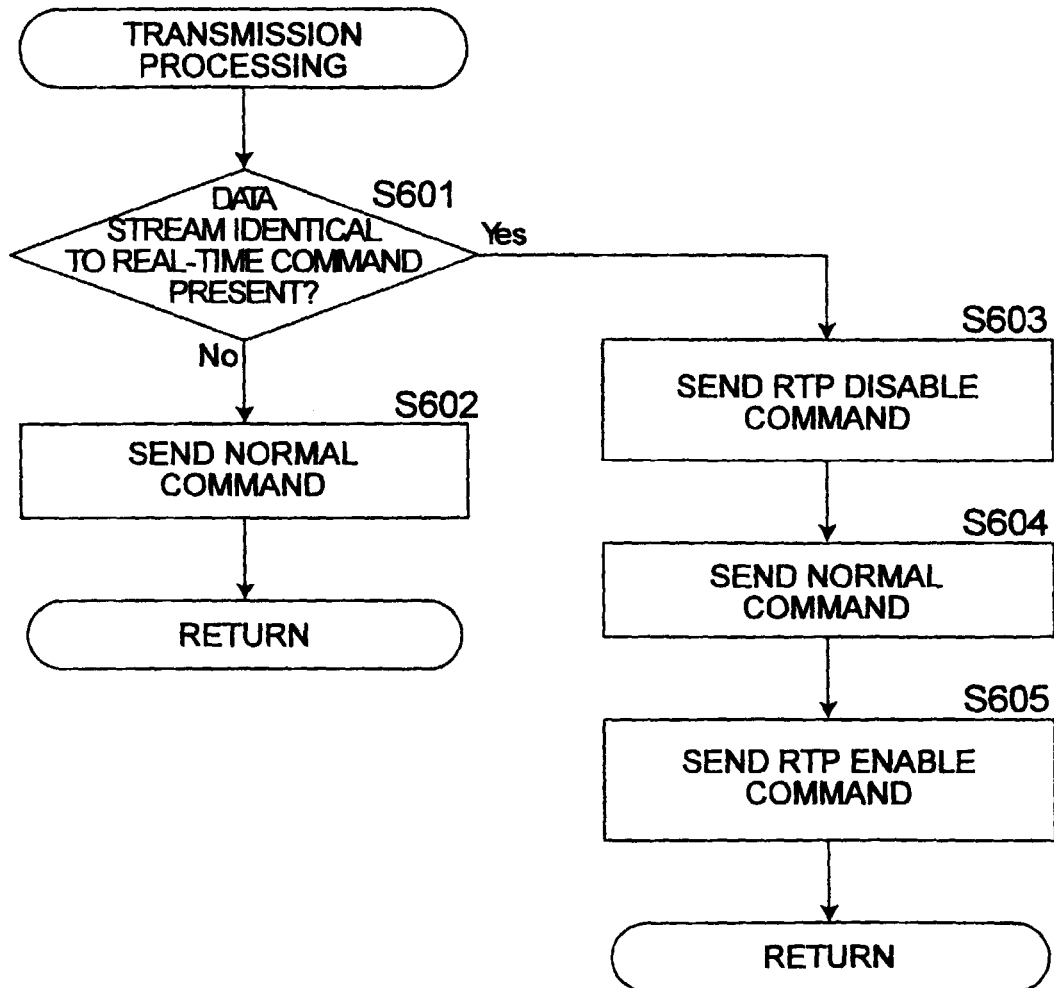 TRANSMISSION
PROCESSING
S601
DATA
STREAM IDENTICAL
TO REAL-TIME COMMAND
PRESENT?
Yes
No
S602
SEND NORMAL
COMMAND
RETURN
S603
SEND RTP DISABLE
COMMAND
S604
SEND NORMAL
COMMAND
S605
SEND RTP ENABLE
COMMAND
RETURN